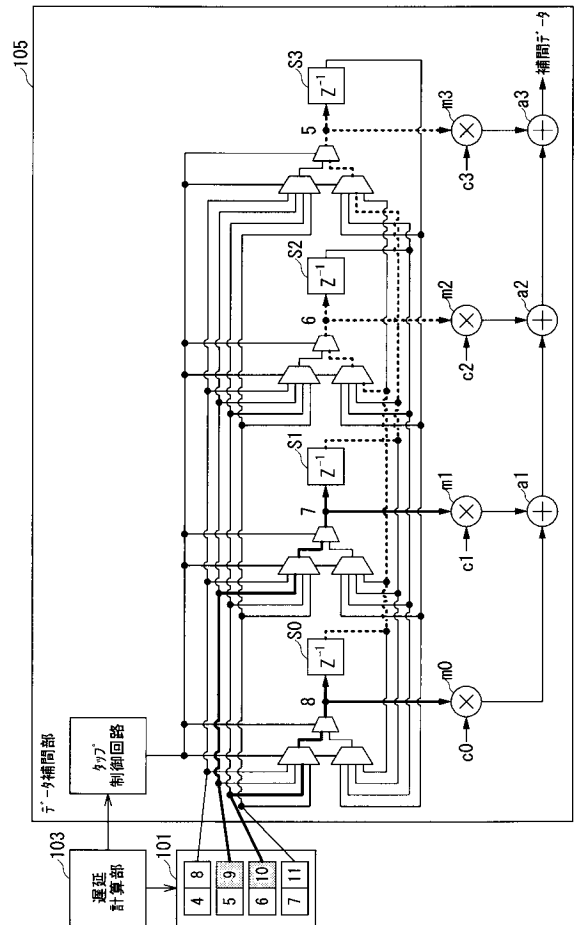 105
データ補間部
103
遅延
計算部
タップ
制御回路
101
4 8
5 9
6 10
7 11
8 7 6 5
S0 S1 S2 S3
Z⁻¹ Z⁻¹ Z⁻¹ Z⁻¹
c0 c1 c2 c3
× × × ×
m0 m1 m2 m3
+ + +
a1 a2 a3
補間データ